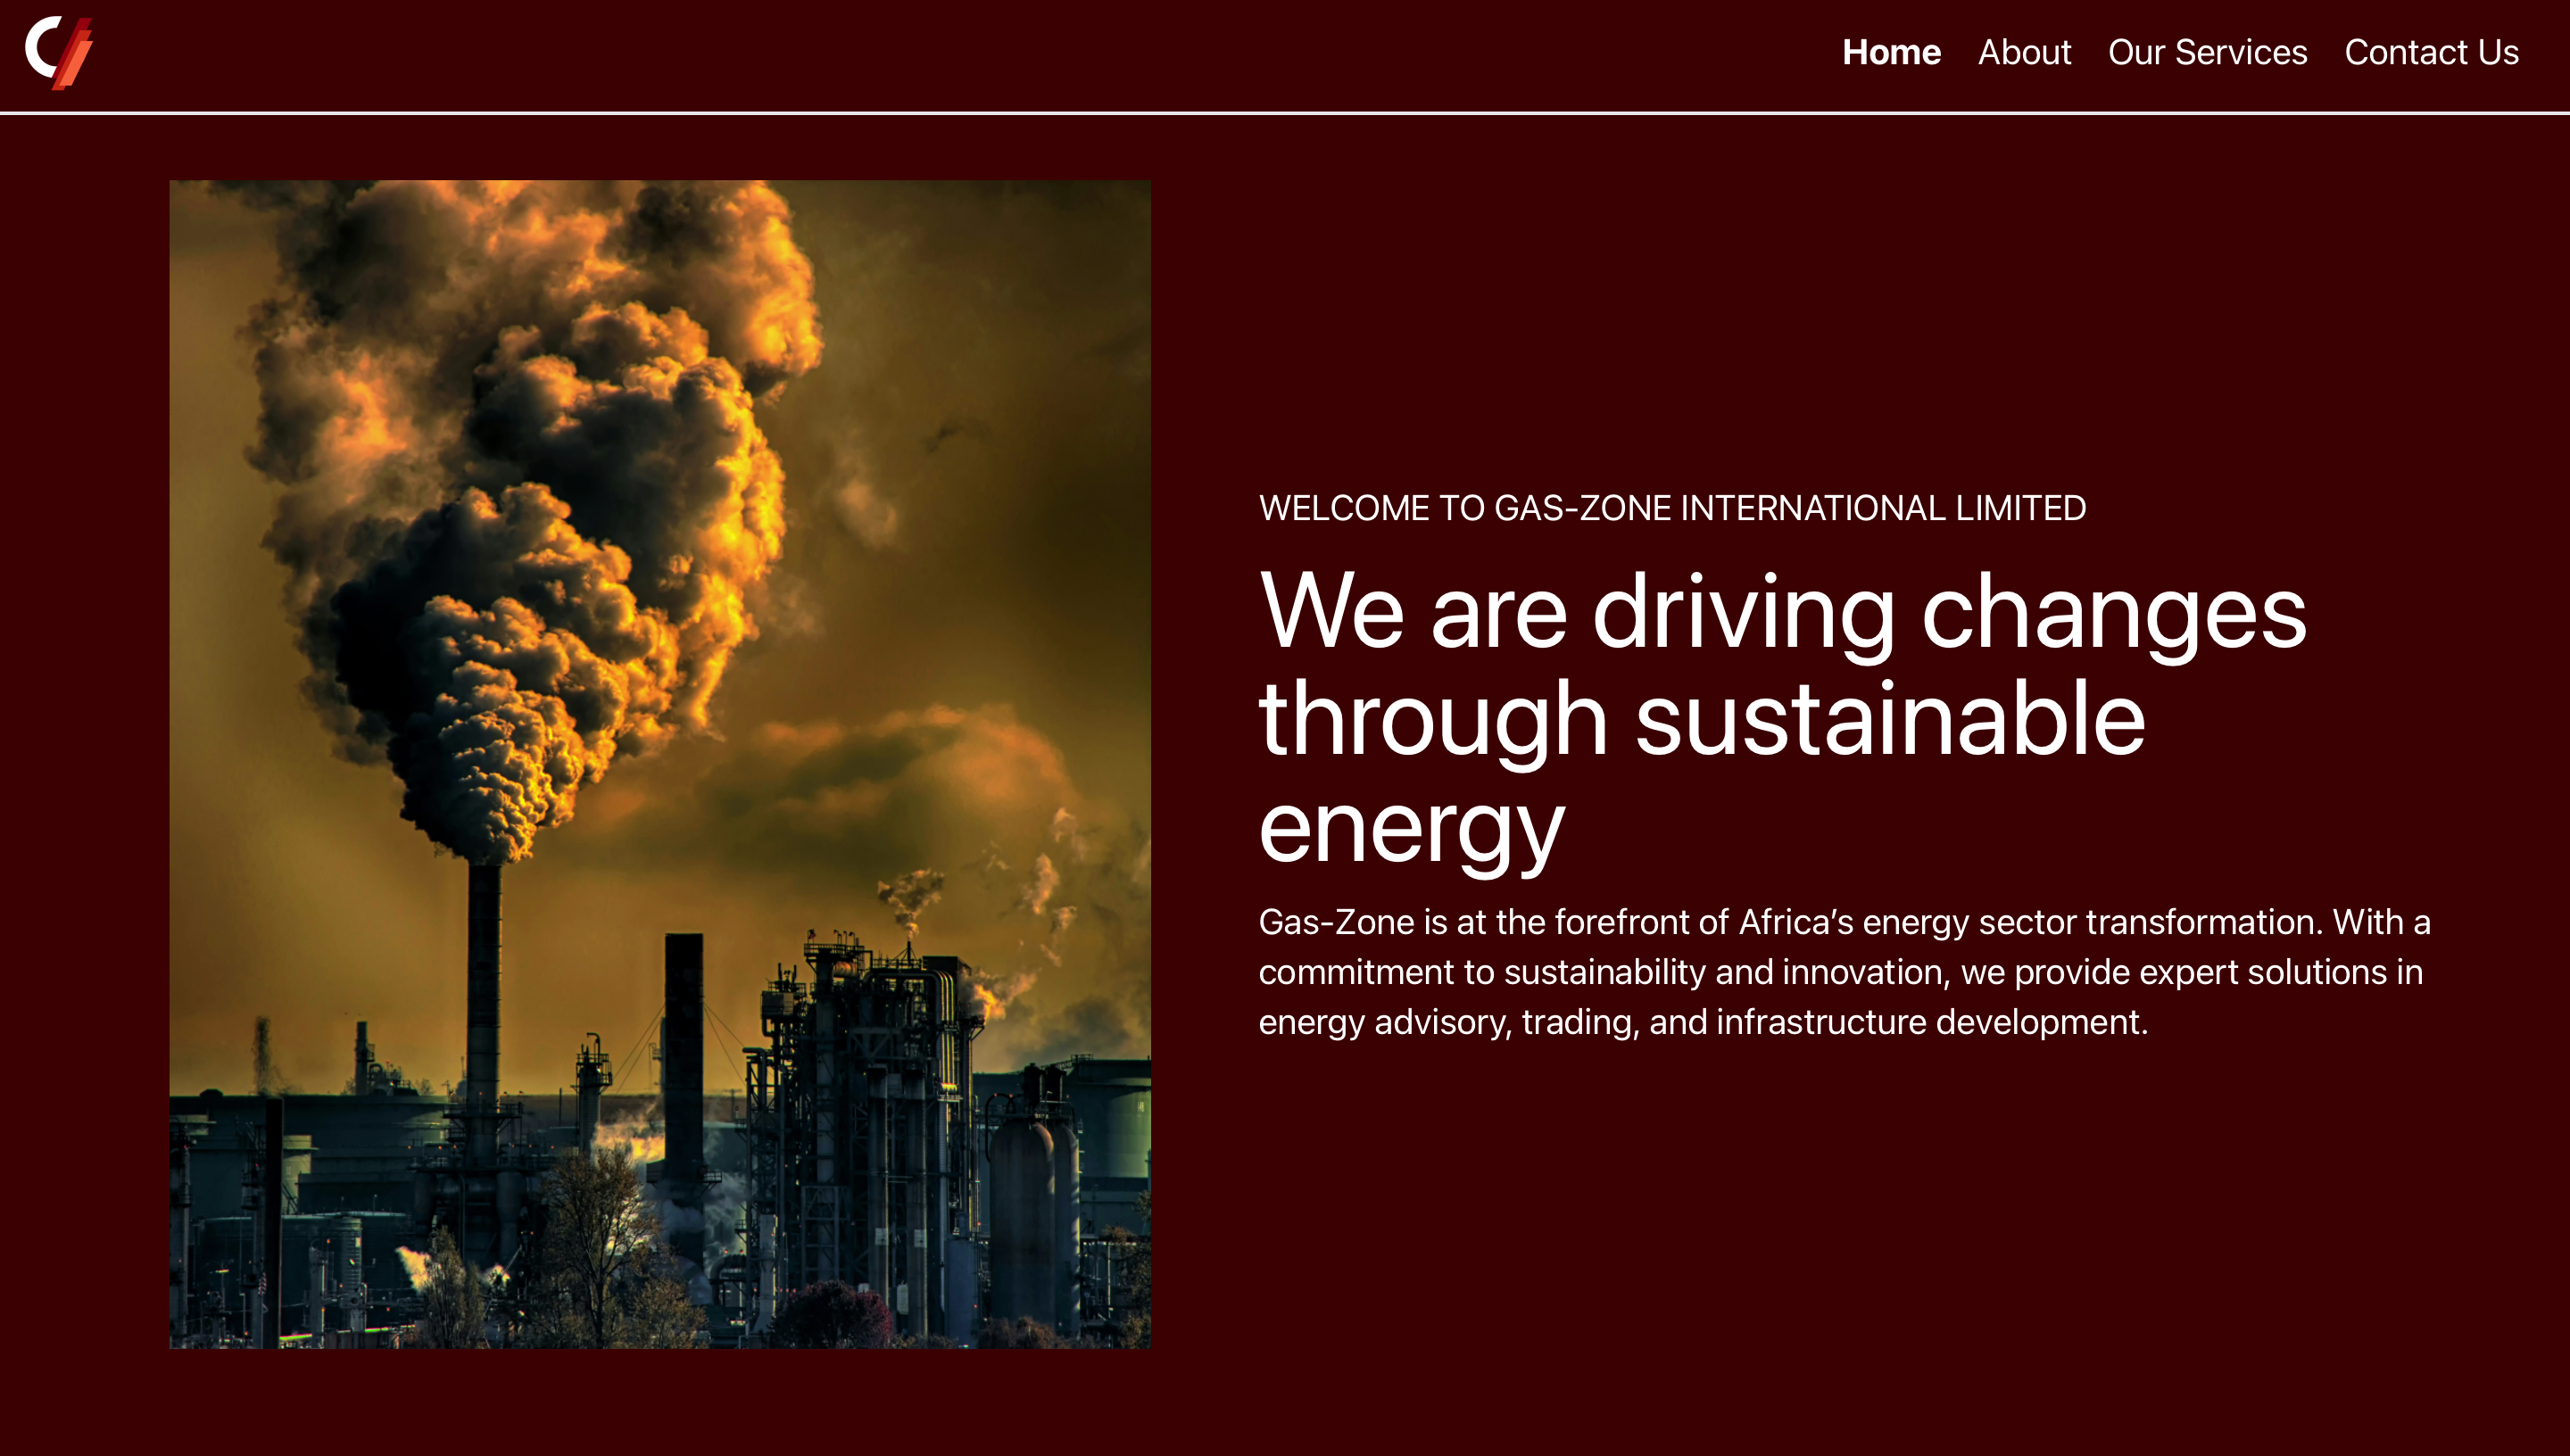 Home About Our Services Contact Us
WELCOME TO GAS-ZONE INTERNATIONAL LIMITED
We are driving changes
through sustainable
energy
Gas-Zone is at the forefront of Africa’s energy sector transformation. With a
commitment to sustainability and innovation, we provide expert solutions in
energy advisory, trading, and infrastructure development.